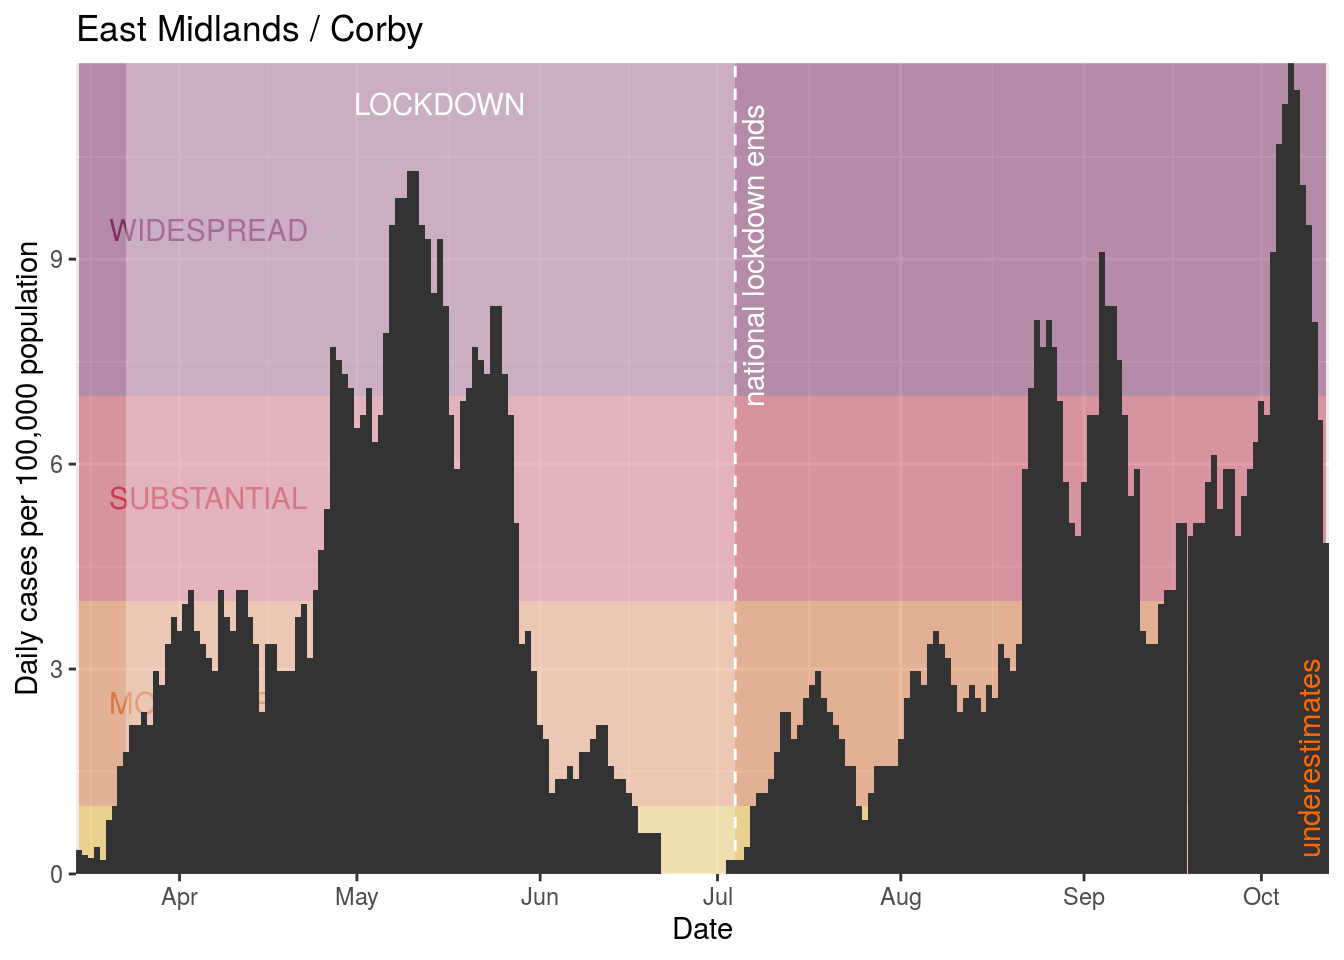 East Midlands / Corby
LOCKDOWN
national lockdown ends
WIDESPREAD
SUBSTANTIAL
underestimates
Daily cases per 100,000 population
9
6
3
0
Apr May Jun Jul Aug Sep Oct
Date